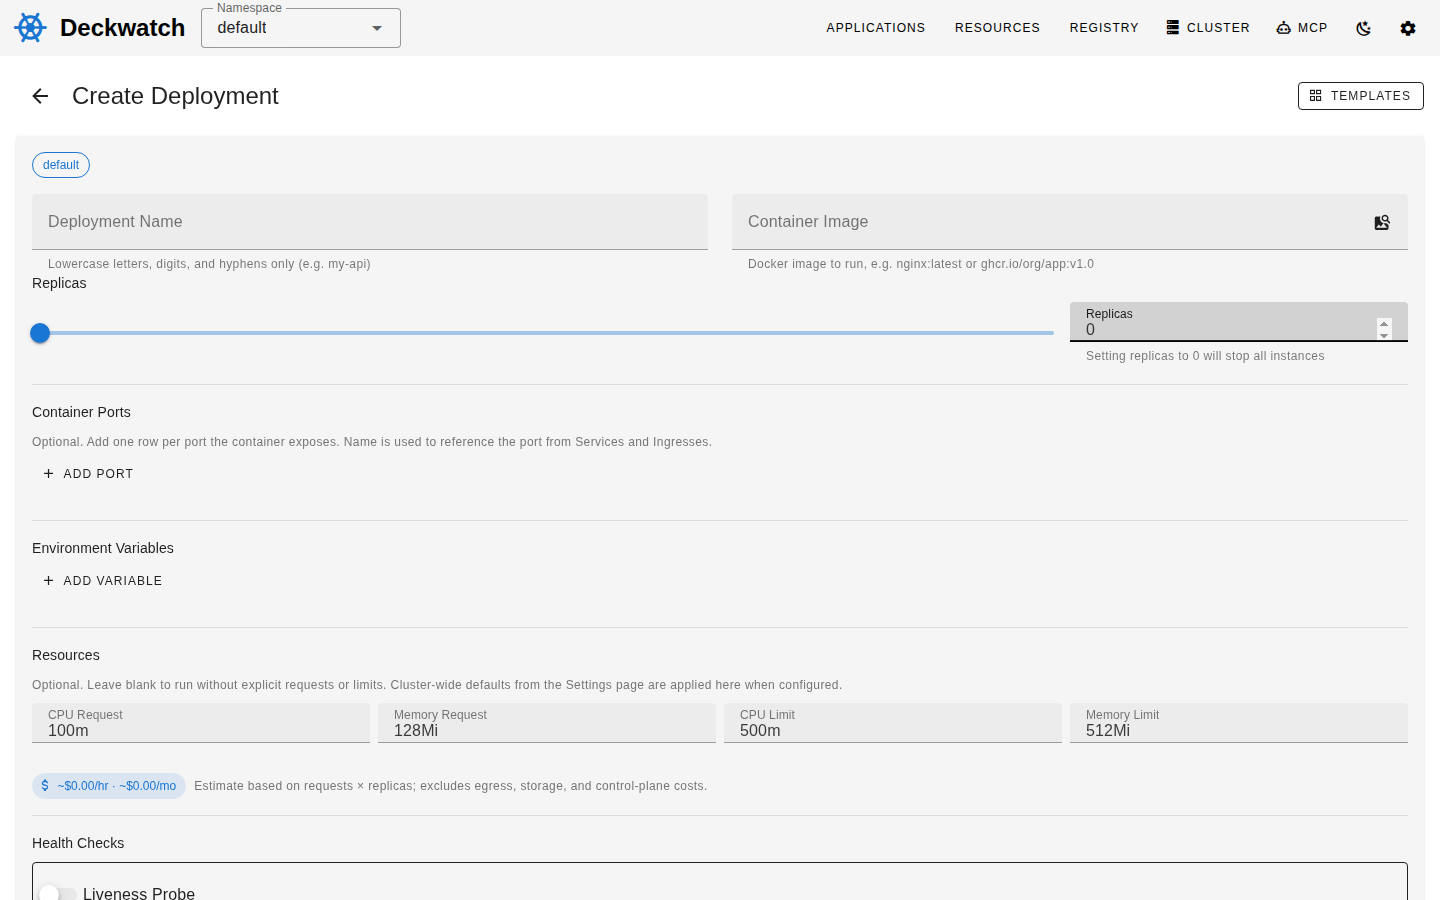 Deckwatch
Namespace
default
APPLICATIONS
RESOURCES
REGISTRY
CLUSTER
MCP
Create Deployment
TEMPLATES
default
Deployment Name
Container Image
Lowercase letters, digits, and hyphens only (e.g. my-api)
Docker image to run, e.g. nginx:latest or ghcr.io/org/app:v1.0
Replicas
Replicas
0
Setting replicas to 0 will stop all instances
Container Ports
Optional. Add one row per port the container exposes. Name is used to reference the port from Services and Ingresses.
ADD PORT
Environment Variables
ADD VARIABLE
Resources
Optional. Leave blank to run without explicit requests or limits. Cluster-wide defaults from the Settings page are applied here when configured.
CPU Request
100m
Memory Request
128Mi
CPU Limit
500m
Memory Limit
512Mi
$ ~$0.00/hr · ~$0.00/mo
Estimate based on requests × replicas; excludes egress, storage, and control-plane costs.
Health Checks
Liveness Probe